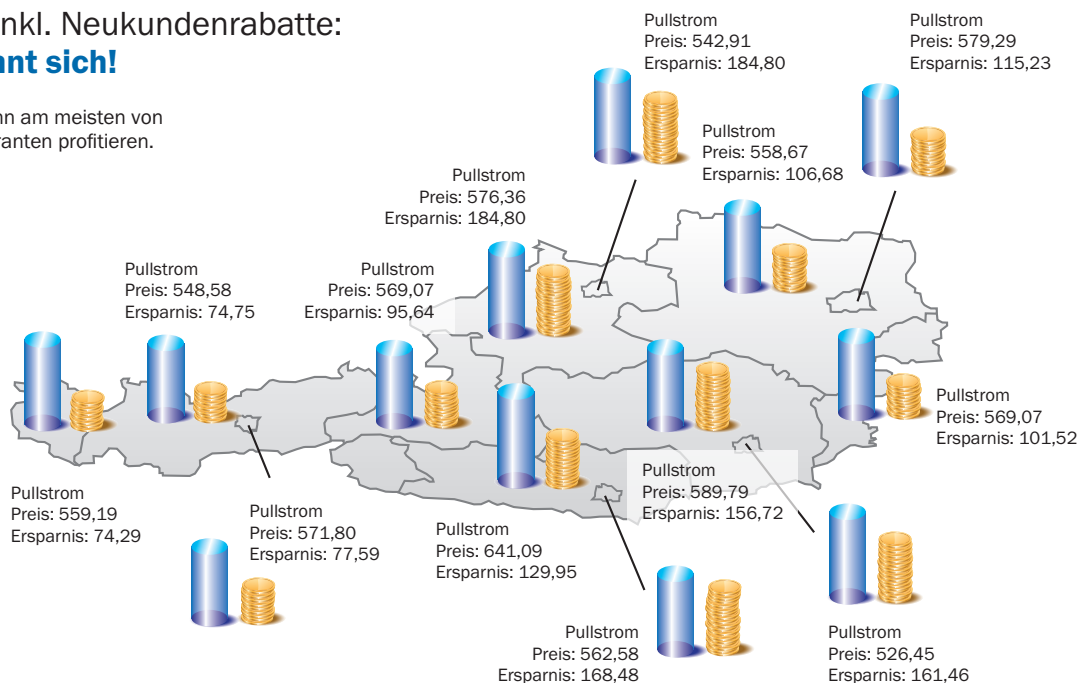 nkl. Neukundenrabatte:
nnt sich!
nn am meisten von
ranten profitieren.
Pullstrom
Preis: 542,91
Ersparnis: 184,80
Pullstrom
Preis: 579,29
Ersparnis: 115,23
Pullstrom
Preis: 558,67
Ersparnis: 106,68
Pullstrom
Preis: 576,36
Ersparnis: 184,80
Pullstrom
Preis: 548,58
Ersparnis: 74,75
Pullstrom
Preis: 569,07
Ersparnis: 95,64
Pullstrom
Preis: 569,07
Ersparnis: 101,52
Pullstrom
Preis: 559,19
Ersparnis: 74,29
Pullstrom
Preis: 571,80
Ersparnis: 77,59
Pullstrom
Preis: 641,09
Ersparnis: 129,95
Pullstrom
Preis: 589,79
Ersparnis: 156,72
Pullstrom
Preis: 562,58
Ersparnis: 168,48
Pullstrom
Preis: 526,45
Ersparnis: 161,46